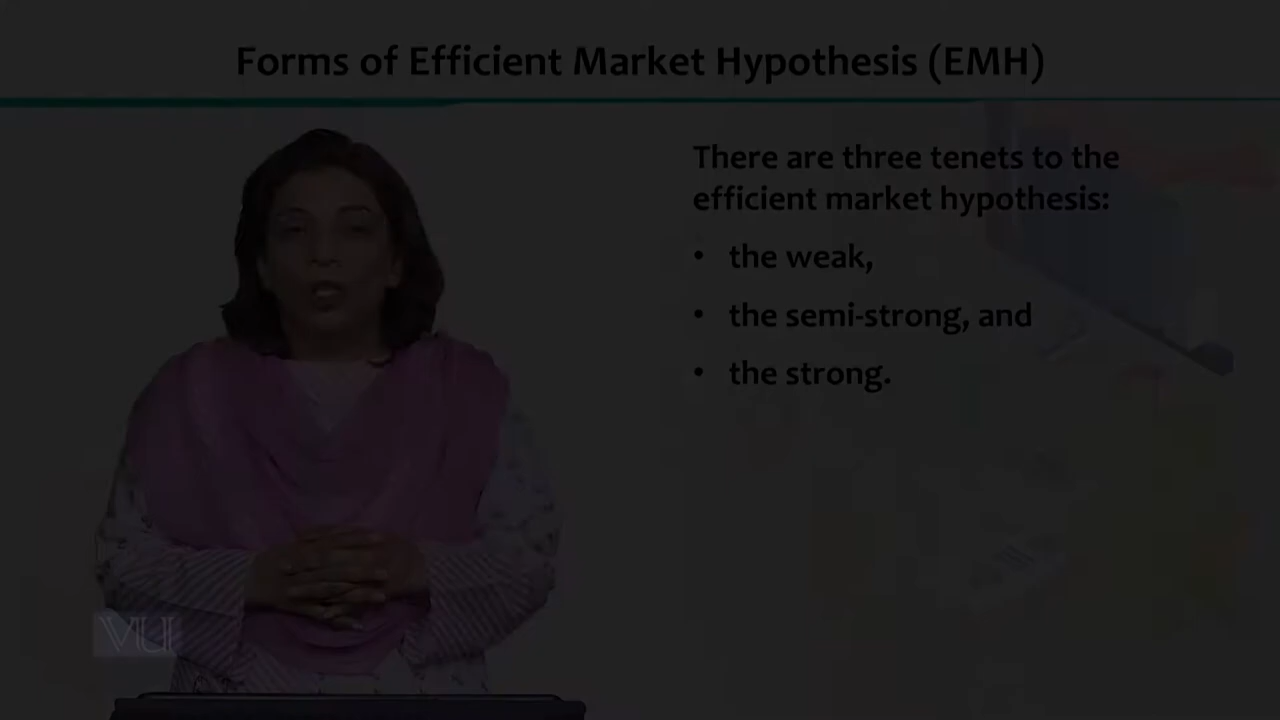 Forms of Efficient Market Hypothesis (EMH)
There are three tenets to the
efficient market hypothesis:
• the weak,
• the semi-strong, and
• the strong.
VU